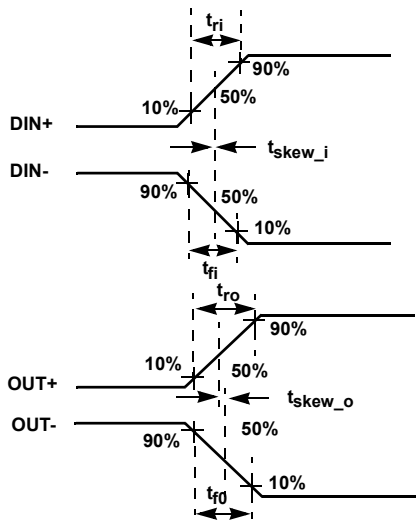 tri
90%
10%
50%
DIN+
tskew_i
DIN-
90%
50%
10%
tfi
tro
90%
10%
50%
OUT+
tskew_o
OUT-
50%
90%
10%
tf0